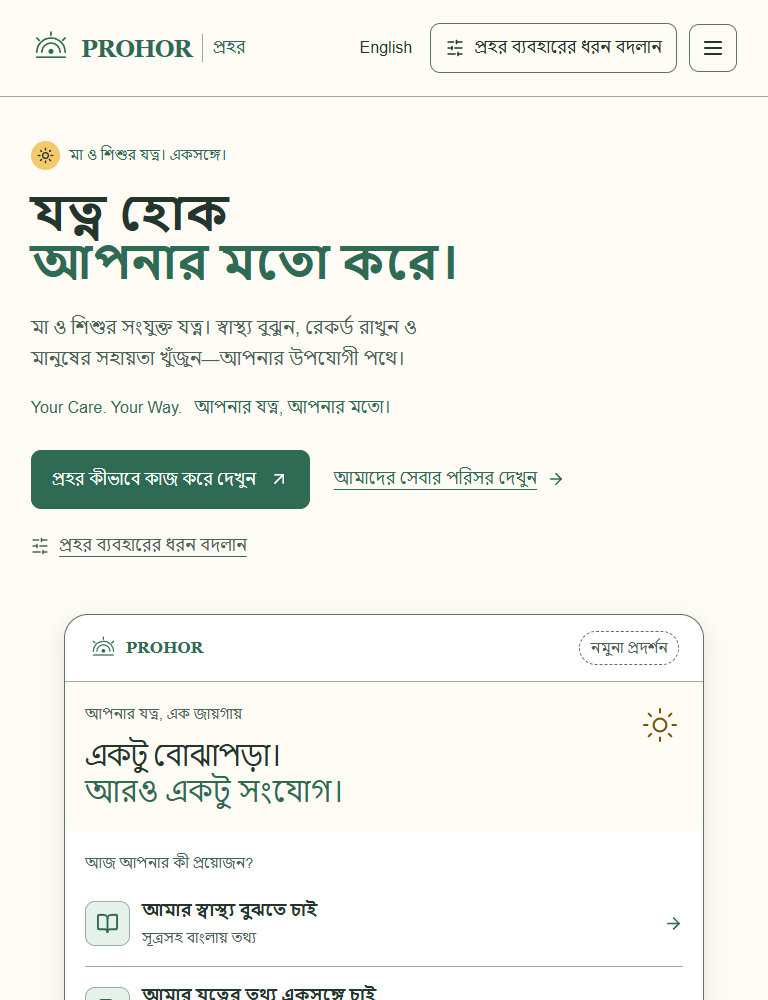 PROHOR প্রহর
English
প্রহর ব্যবহারের ধরন বদলান
মা ও শিশুর যত্ন। একসঙ্গে।
যত্ন হোক
আপনার মতো করে।
মা ও শিশুর সংযুক্ত যত্ন। স্বাস্থ্য বুঝুন, রেকর্ড রাখুন ও
মানুষের সহায়তা খুঁজুন—আপনার উপযোগী পথে।
Your Care. Your Way. আপনার যত্ন, আপনার মতো।
প্রহর কীভাবে কাজ করে দেখুন
আমাদের সেবার পরিসর দেখুন
প্রহর ব্যবহারের ধরন বদলান
PROHOR
নমুনা প্রদর্শন
আপনার যত্ন, এক জায়গায়
একটু বোঝাপড়া।
আরও একটু সংযোগ।
আজ আপনার কী প্রয়োজন?
আমার স্বাস্থ্য বুঝতে চাই
সূত্রসহ বাংলায় তথ্য
আমার যত্নের তথ্য একসঙ্গে চাই